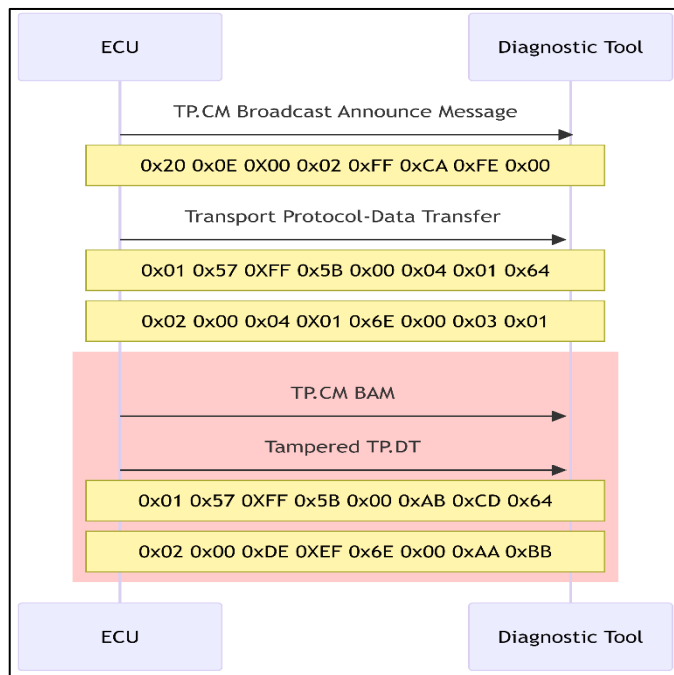 ECU Diagnostic Tool
TP.CM Broadcast Announce Message
0x20 0x0E 0X00 0x02 0xFF 0xCA 0xFE 0x00
Transport Protocol-Data Transfer
0x01 0x57 0XFF 0x5B 0x00 0x04 0x01 0x64
0x02 0x00 0x04 0X01 0x6E 0x00 0x03 0x01
TP.CM BAM
Tampered TP.DT
0x01 0x57 0XFF 0x5B 0x00 0xAB 0xCD 0x64
0x02 0x00 0xDE 0XEF 0x6E 0x00 0xAA 0xBB
ECU Diagnostic Tool